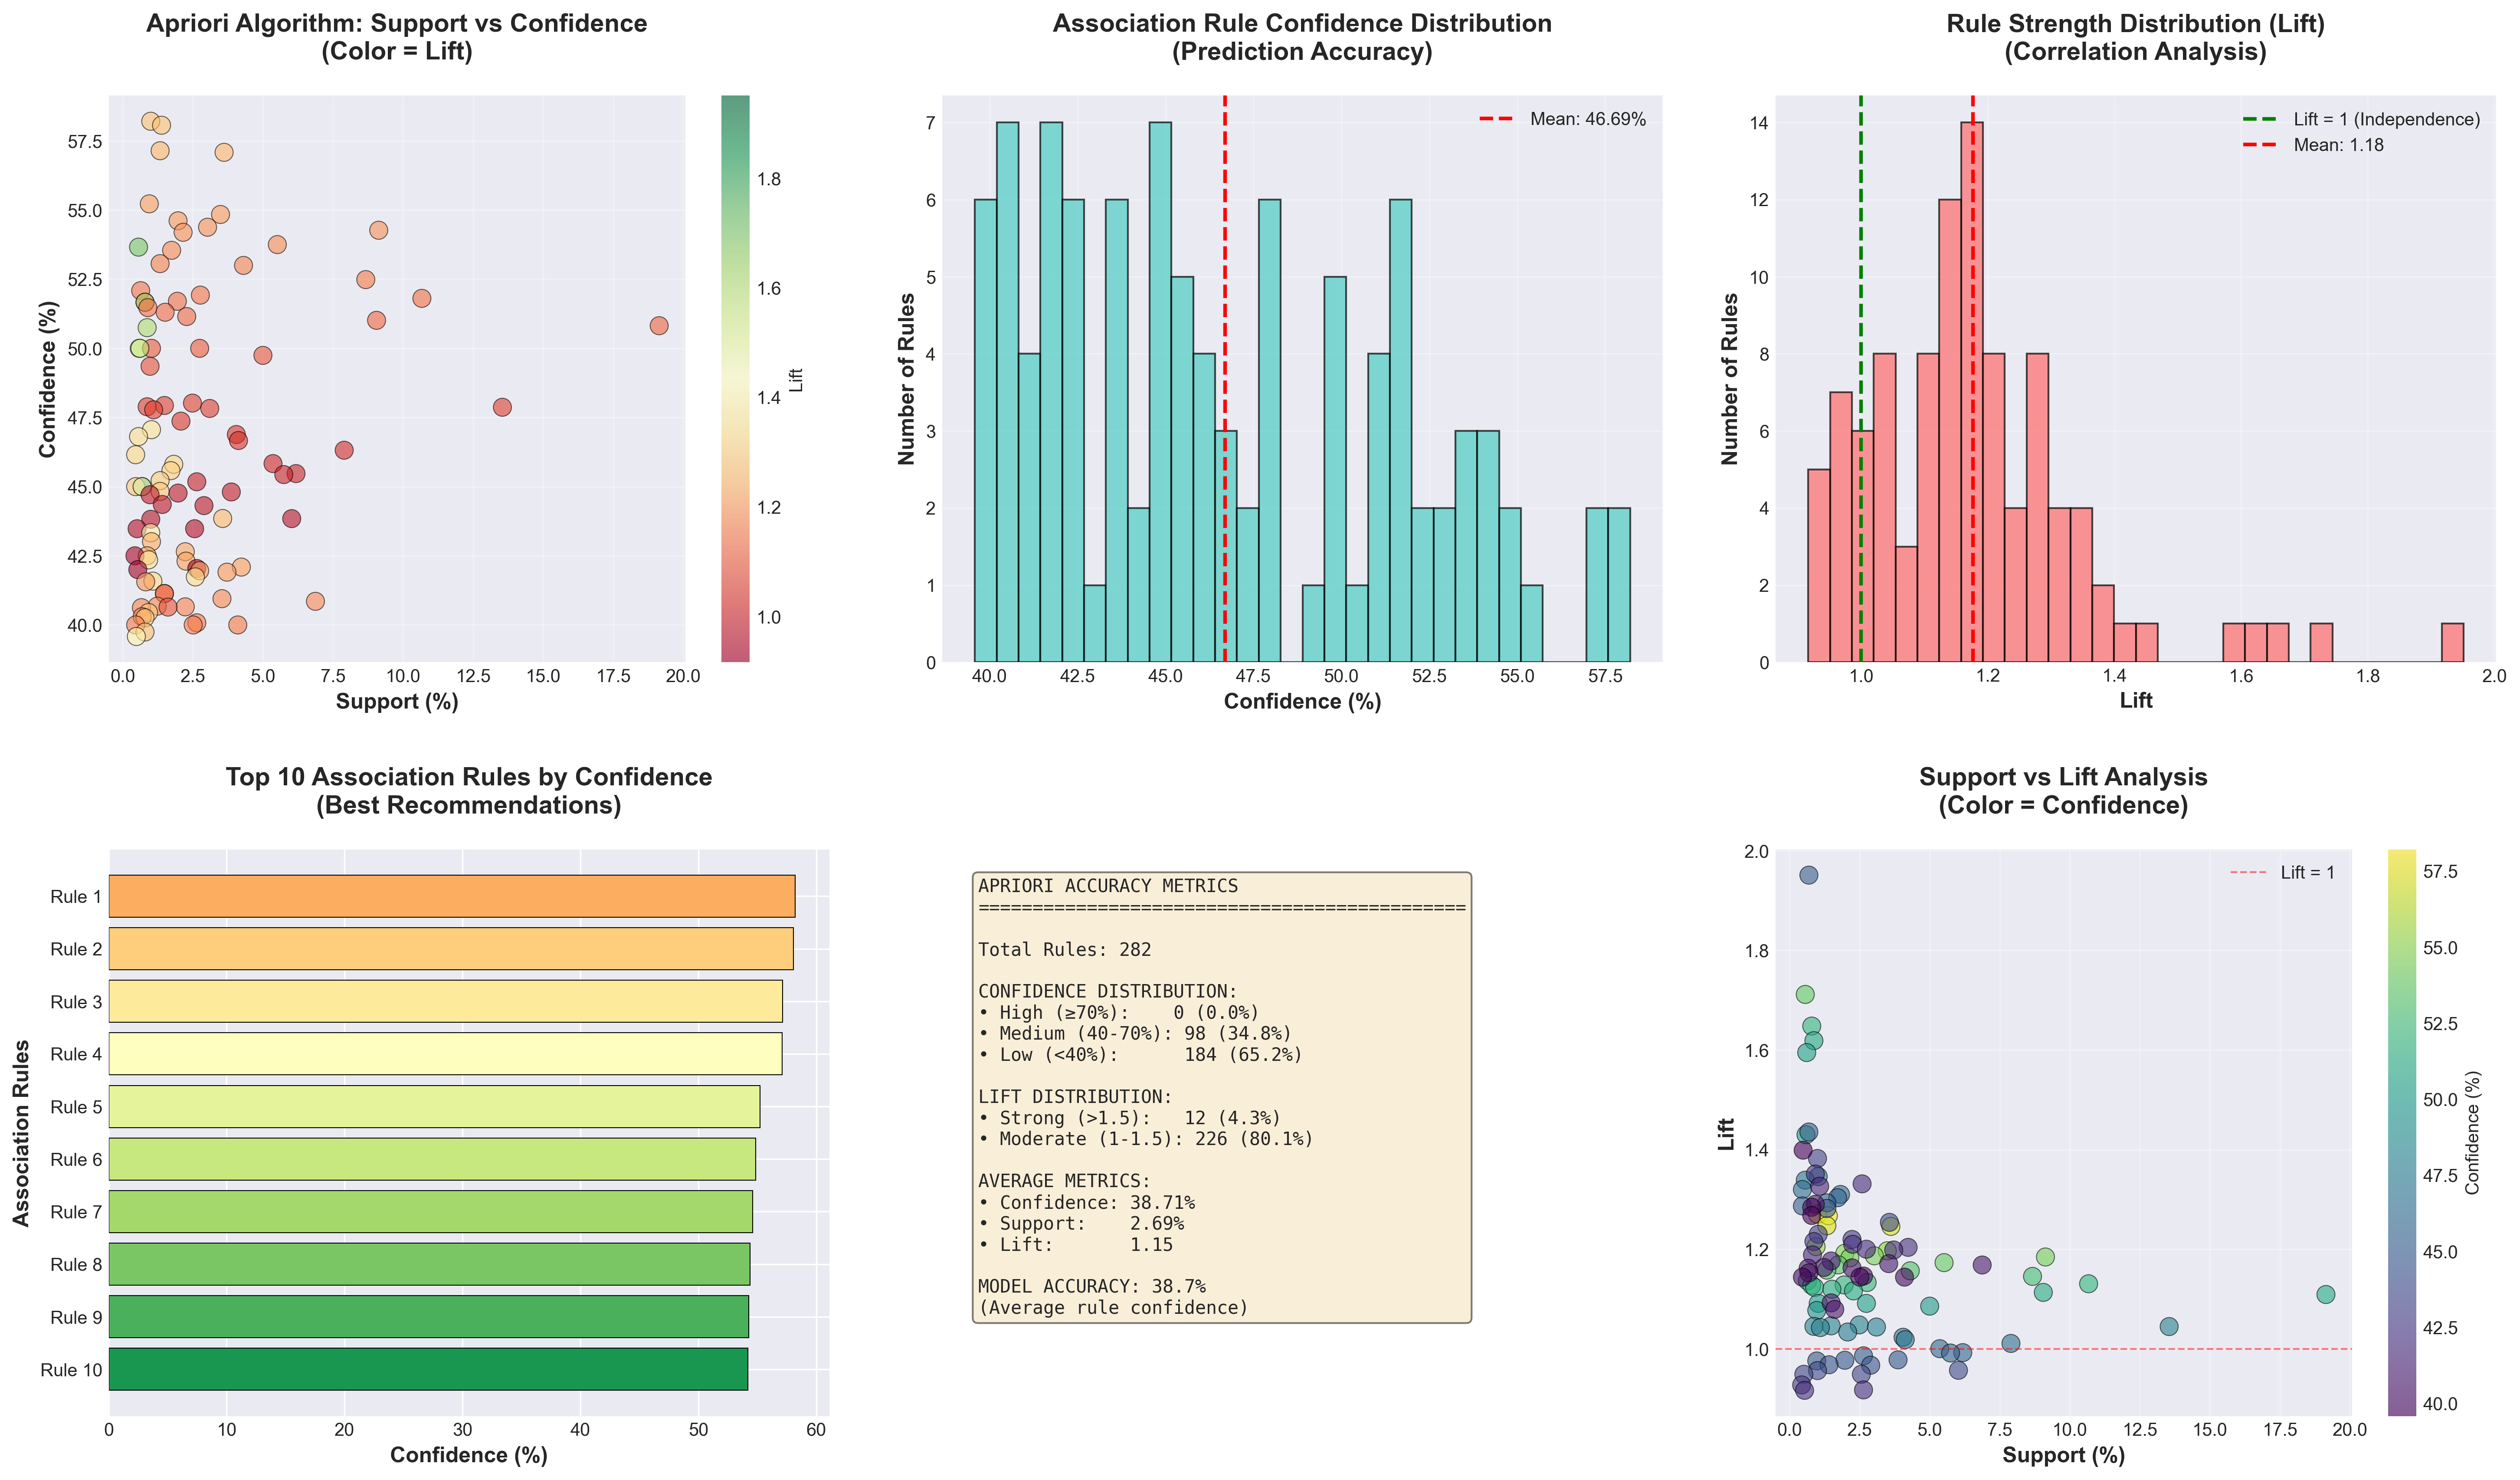 Apriori Algorithm: Support vs Confidence
(Color = Lift)
57.5
55.0
52.5
50.0
47.5
45.0
42.5
40.0
Confidence (%)
0.0 2.5 5.0 7.5 10.0 12.5 15.0 17.5 20.0
Support (%)
1.8
1.6
1.4
1.2
1.0
Lift
Association Rule Confidence Distribution
(Prediction Accuracy)
Mean: 46.69%
7
6
5
4
3
2
1
0
Number of Rules
40.0 42.5 45.0 47.5 50.0 52.5 55.0 57.5
Confidence (%)
Rule Strength Distribution (Lift)
(Correlation Analysis)
Lift = 1 (Independence)
Mean: 1.18
14
12
10
8
6
4
2
0
Number of Rules
1.0 1.2 1.4 1.6 1.8 2.0
Lift
Top 10 Association Rules by Confidence
(Best Recommendations)
Rule 1
Rule 2
Rule 3
Rule 4
Rule 5
Rule 6
Rule 7
Rule 8
Rule 9
Rule 10
Association Rules
0 10 20 30 40 50 60
Confidence (%)
APRIORI ACCURACY METRICS
=============================================
Total Rules: 282
CONFIDENCE DISTRIBUTION:
• High (≥70%): 0 (0.0%)
• Medium (40-70%): 98 (34.8%)
• Low (<40%): 184 (65.2%)
LIFT DISTRIBUTION:
• Strong (>1.5): 12 (4.3%)
• Moderate (1-1.5): 226 (80.1%)
AVERAGE METRICS:
• Confidence: 38.71%
• Support: 2.69%
• Lift: 1.15
MODEL ACCURACY: 38.7%
(Average rule confidence)
Support vs Lift Analysis
(Color = Confidence)
Lift = 1
2.0
1.8
1.6
1.4
1.2
1.0
Lift
0.0 2.5 5.0 7.5 10.0 12.5 15.0 17.5 20.0
Support (%)
57.5
55.0
52.5
50.0
47.5
45.0
42.5
40.0
Confidence (%)